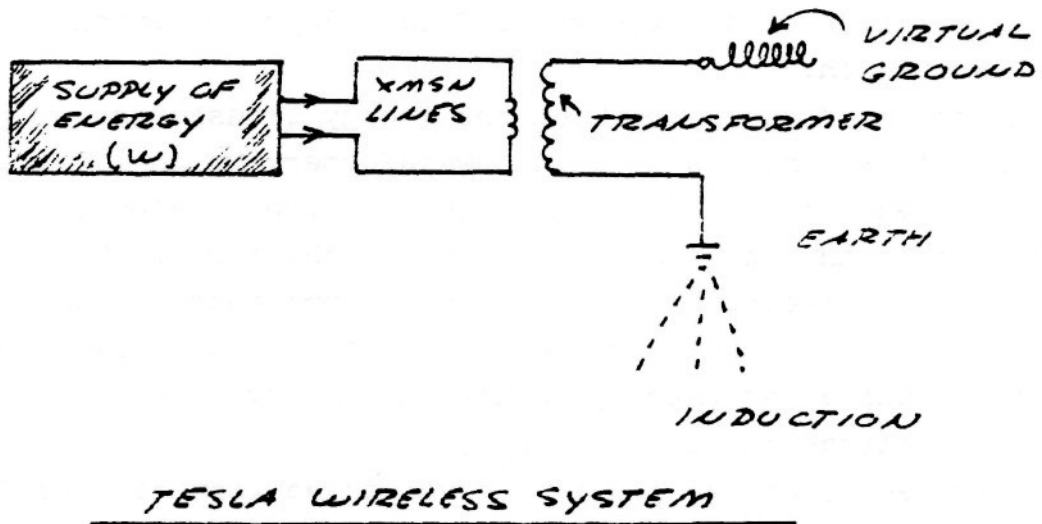 SUPPLY OF
ENERGY
(W)
XMSN
LINES
TRANSFORMER
VIRTUAL
GROUND
EARTH
INDUCTION
TESLA WIRELESS SYSTEM